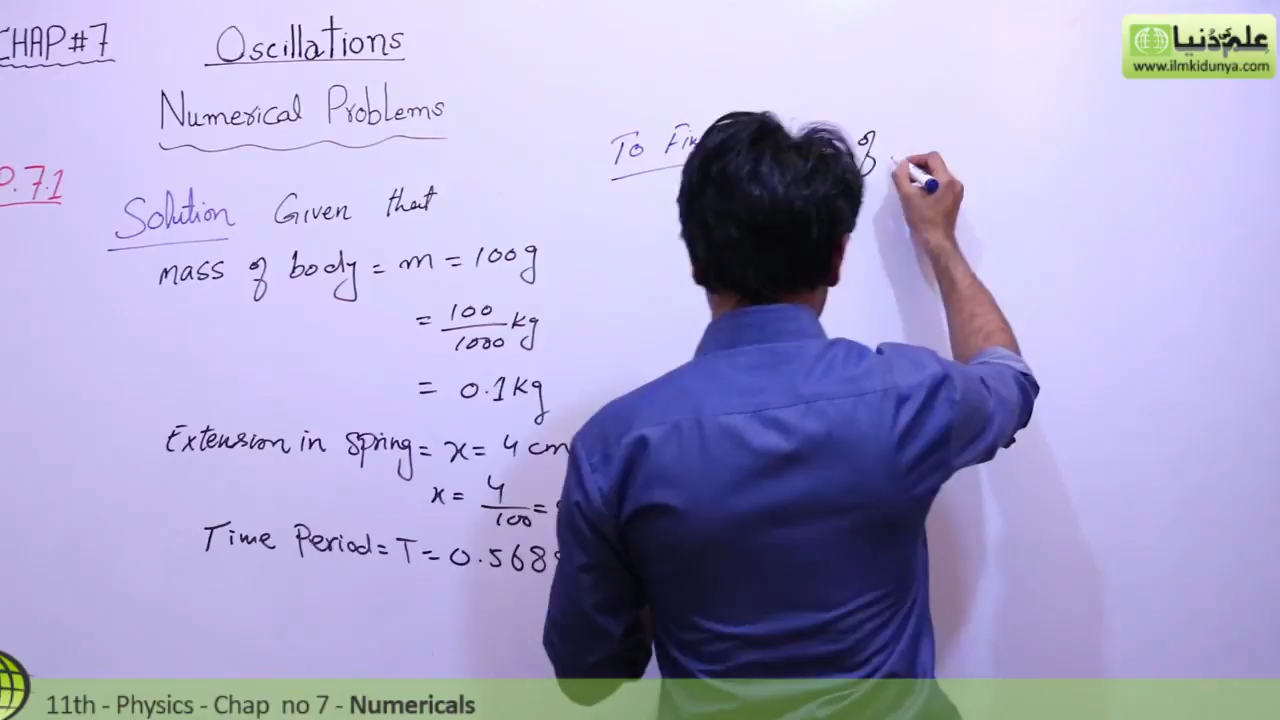 CHAP#7
Oscillations
Numerical Problems
P.7.1
Solution Given that
mass of body = m = 100g
= 100/1000 kg
= 0.1kg
Extension in spring = x = 4 cm
x = 4/100 =
Time Period = T = 0.568
To
of
علم کی دُنیا
www.ilmkidunya.com
11th - Physics - Chap no 7 - Numericals